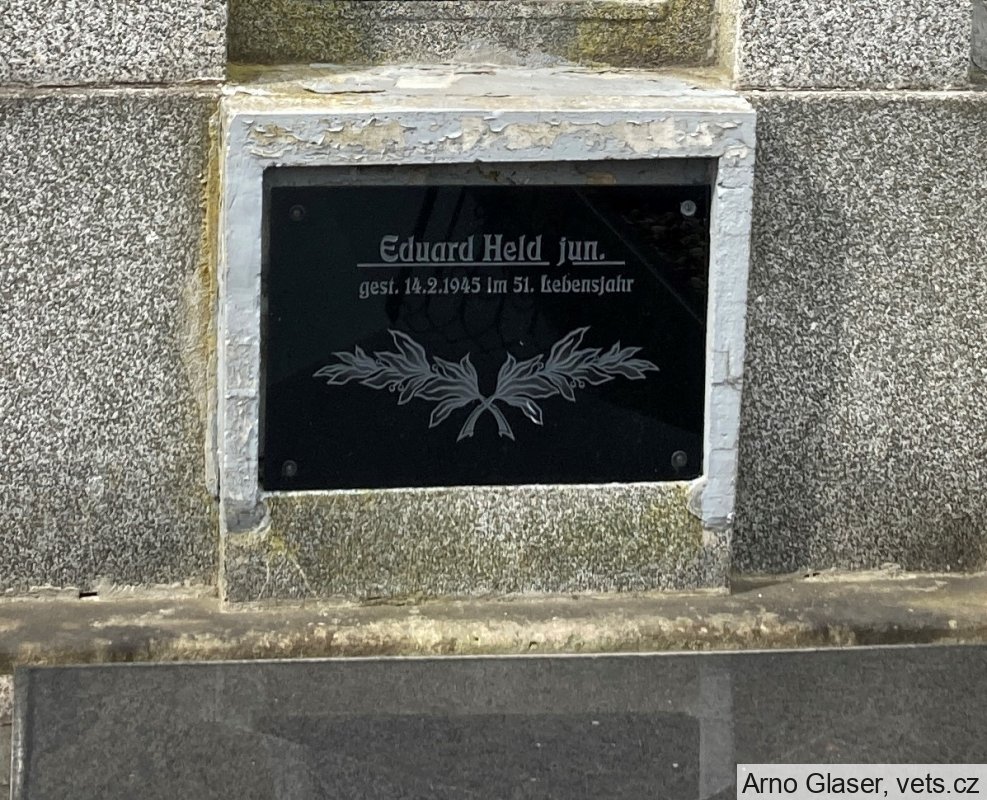 Eduard Held jun.
gest. 14.2.1945 im 51. Lebensjahr
Arno Glaser, vets.cz